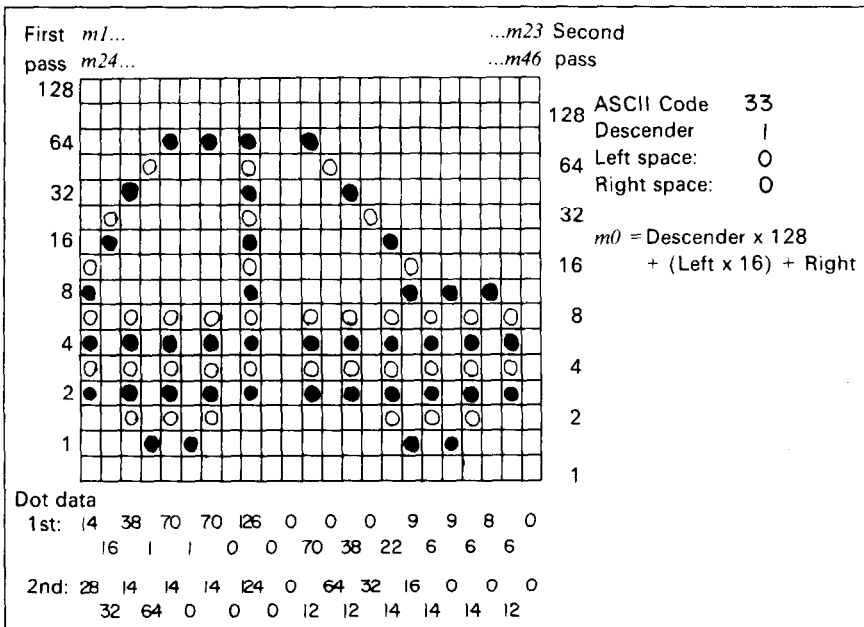 First m1... ...m23 Second
pass m24... ...m46 pass
128
128 ASCII Code 33
64 Descender 1
64 Left space: 0
32 Right space: 0
32
16 m0 = Descender x 128
16 + (Left x 16) + Right
8
8
4
4
2
2
1
1
Dot data
1st: 14 38 70 70 126 0 0 0 9 9 8 0
16 1 1 0 0 70 38 22 6 6 6
2nd: 28 14 14 14 124 0 64 32 16 0 0 0
32 64 0 0 0 12 12 14 14 14 12